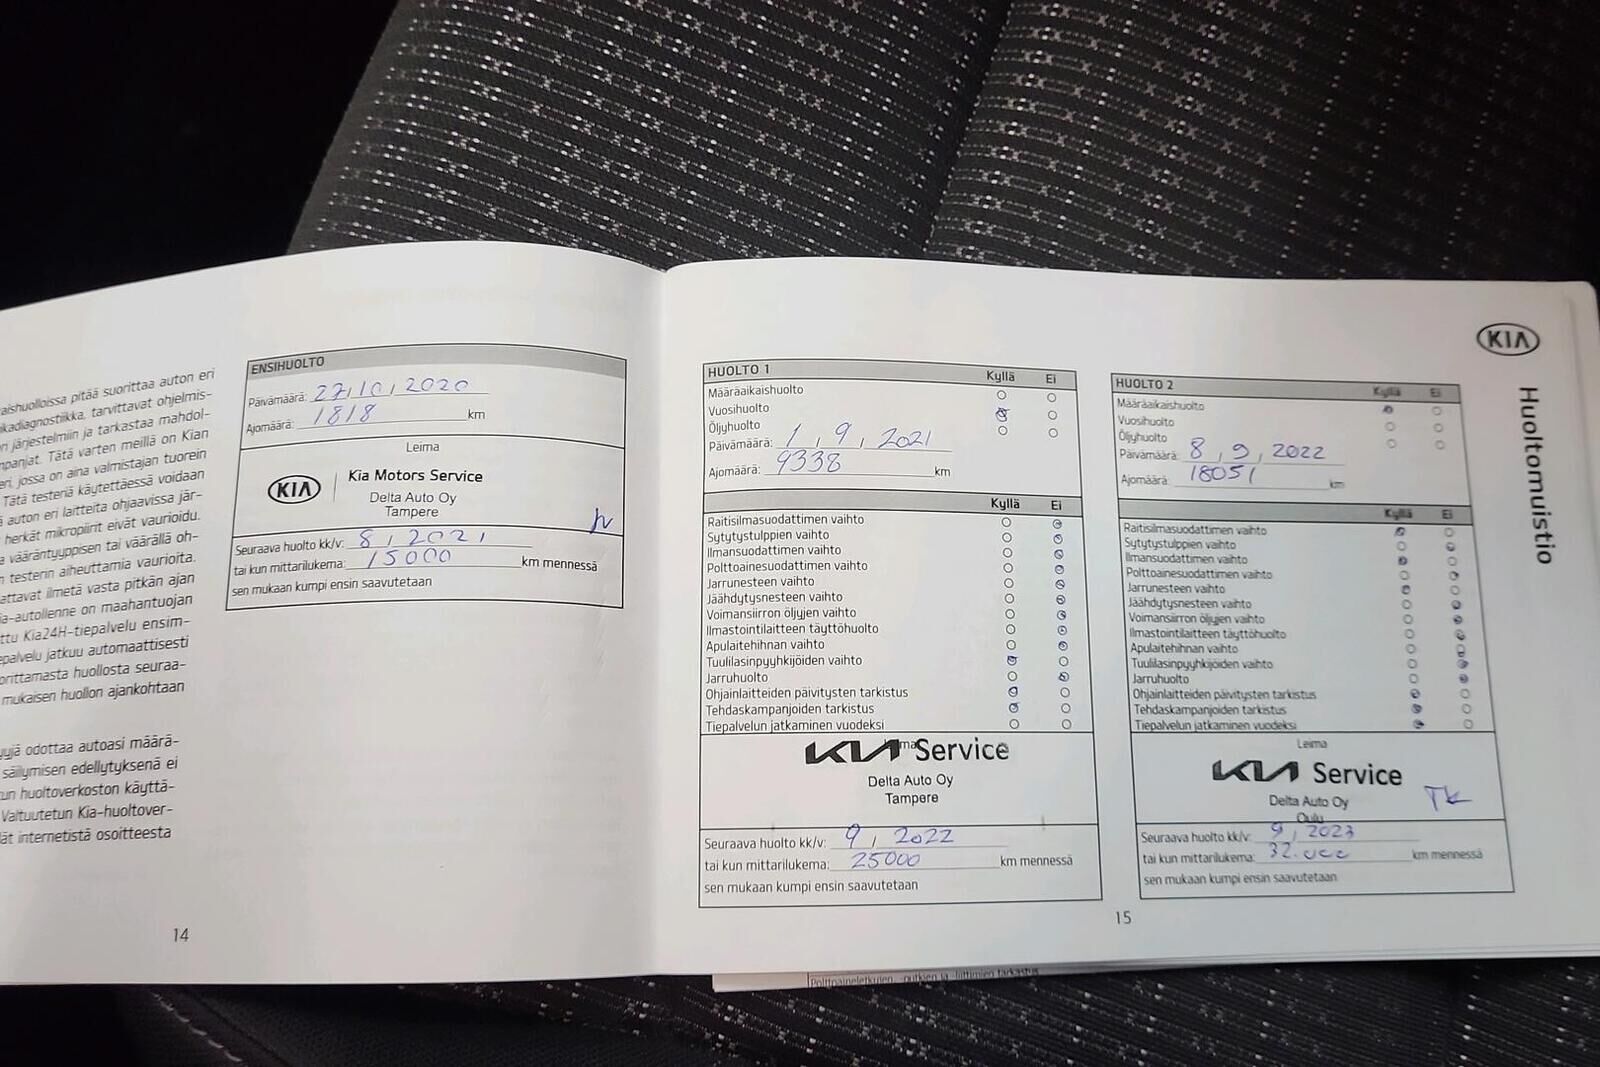 aishuolloissa pitää suorittaa auton eri
kadiagnostiikka, tarvittavat ohjelmis-
n järjestelmiin ja tarkastaa mahdol-
npanjat. Tätä varten meillä on Kian
eri, jossa on aina valmistajan tuorein
Tätä testeriä käytettäessä voidaan
ä auton eri laitteita ohjaavissa jär-
herkät mikropiirit eivät vaurioidu.
a vääräntyyppisen tai väärällä oh-
n testerin aiheuttamia vaurioita.
attavat ilmetä vasta pitkän ajan
ia-autollenne on maahantuojan
ttu Kia24H-tiepalvelu ensim-
epalvelu jatkuu automaattisesti
orittamasta huollosta seuraa-
mukaisen huollon ajankohtaan
yyjä odottaa autoasi määrä-
säilymisen edellytyksenä ei
un huoltoverkoston käyttä-
Valtuutetun Kia-huoltover-
ät internetistä osoitteesta
14
ENSIHUOLTO
Päivämäärä: 27,10,2020
Ajomäärä: 1818 km
Leima
KIA Kia Motors Service
Delta Auto Oy
Tampere
Seuraava huolto kk/v: 8,2021
tai kun mittarilukema: 15000 km mennessä
sen mukaan kumpi ensin saavutetaan
HUOLTO 1
Kyllä Ei
Määräaikaishuolto
Vuosihuolto
Öljyhuolto
Päivämäärä: 1,9,2021
Ajomäärä: 9338 km
Kyllä Ei
Raitisilmasuodattimen vaihto
Sytytystulppien vaihto
Ilmansuodattimen vaihto
Polttoainesuodattimen vaihto
Jarrunesteen vaihto
Jäähdytysnesteen vaihto
Voimansiirron öljyjen vaihto
Ilmastointilaitteen täyttöhuolto
Apulaitehihnan vaihto
Tuulilasinpyyhkijöiden vaihto
Jarruhuolto
Ohjainlaitteiden päivitysten tarkistus
Tehdaskampanjoiden tarkistus
Tiepalvelun jatkaminen vuodeksi
KIA Service
Delta Auto Oy
Tampere
Seuraava huolto kk/v: 9,2022
tai kun mittarilukema: 25000 km mennessä
sen mukaan kumpi ensin saavutetaan
HUOLTO 2
Kyllä Ei
Määräaikaishuolto
Vuosihuolto
Öljyhuolto
Päivämäärä: 8,9,2022
Ajomäärä: 18051 km
Kyllä Ei
Raitisilmasuodattimen vaihto
Sytytystulppien vaihto
Ilmansuodattimen vaihto
Polttoainesuodattimen vaihto
Jarrunesteen vaihto
Jäähdytysnesteen vaihto
Voimansiirron öljyjen vaihto
Ilmastointilaitteen täyttöhuolto
Apulaitehihnan vaihto
Tuulilasinpyyhkijöiden vaihto
Jarruhuolto
Ohjainlaitteiden päivitysten tarkistus
Tehdaskampanjoiden tarkistus
Tiepalvelun jatkaminen vuodeksi
Leima
KIA Service
Delta Auto Oy
Oulu
TK
Seuraava huolto kk/v: 9,2023
tai kun mittarilukema: 32.000 km mennessä
sen mukaan kumpi ensin saavutetaan
15
KIA
Huoltomuistio
Polttoaineletkujen, -putkien ja -liittimien tarkastus